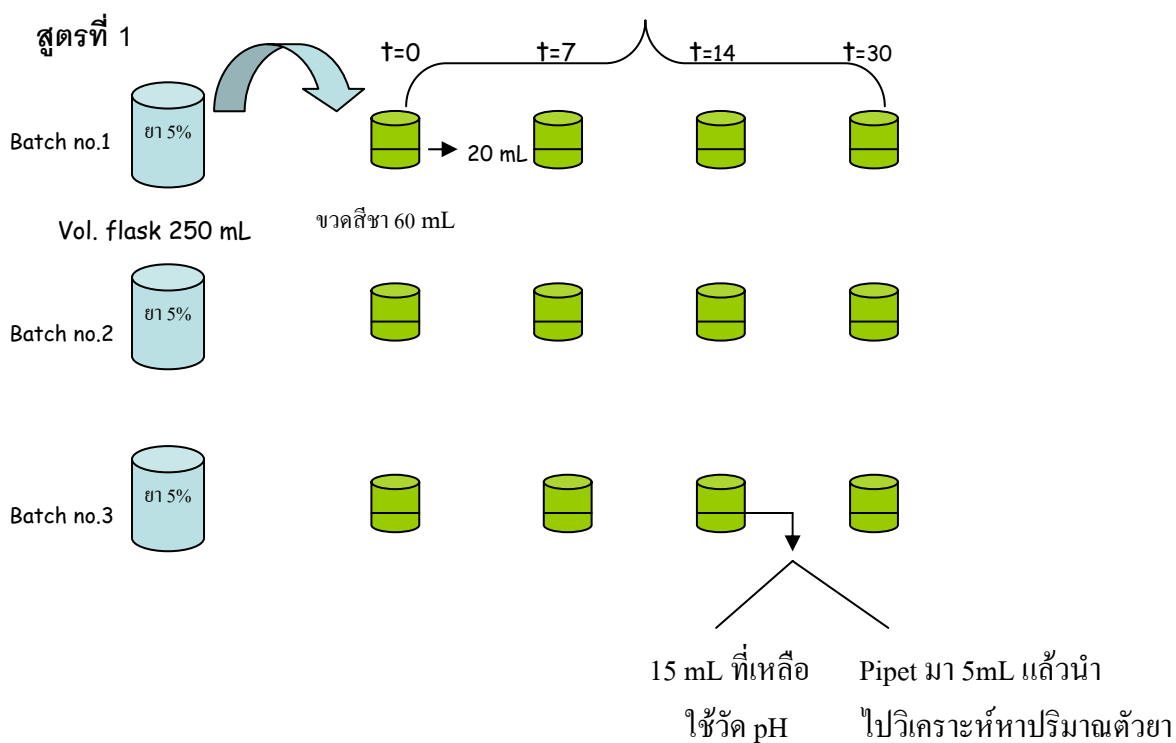 สูตรที่ 1
t=0 t=7 t=14 t=30
Batch no.1
ยา 5%
20 mL
Vol. flask 250 mL
ขวดสีชา 60 mL
Batch no.2
ยา 5%
Batch no.3
ยา 5%
15 mL ที่เหลือ
ใช้วัด pH
Pipet มา 5mL แล้วนำ
ไปวิเคราะห์หาปริมาณตัวยา